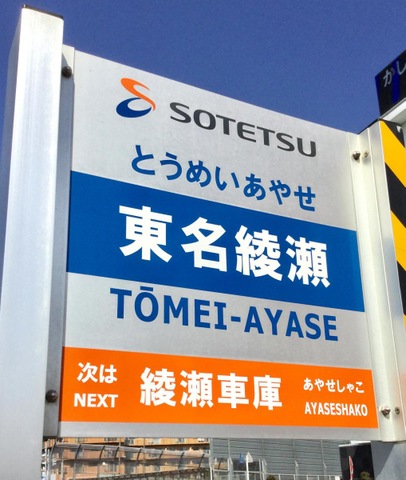 SOTETSU
とうめいあやせ
東名綾瀬
TŌMEI-AYASE
次は 綾瀬車庫 あやせしゃこ
NEXT AYASESHAKO